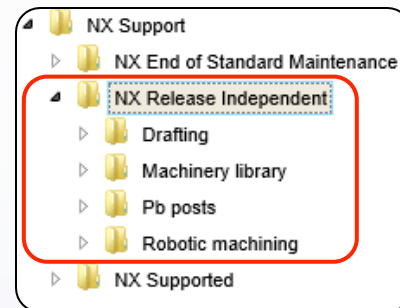 NX Support
NX End of Standard Maintenance
NX Release Independent
Drafting
Machinery library
Pb posts
Robotic machining
NX Supported